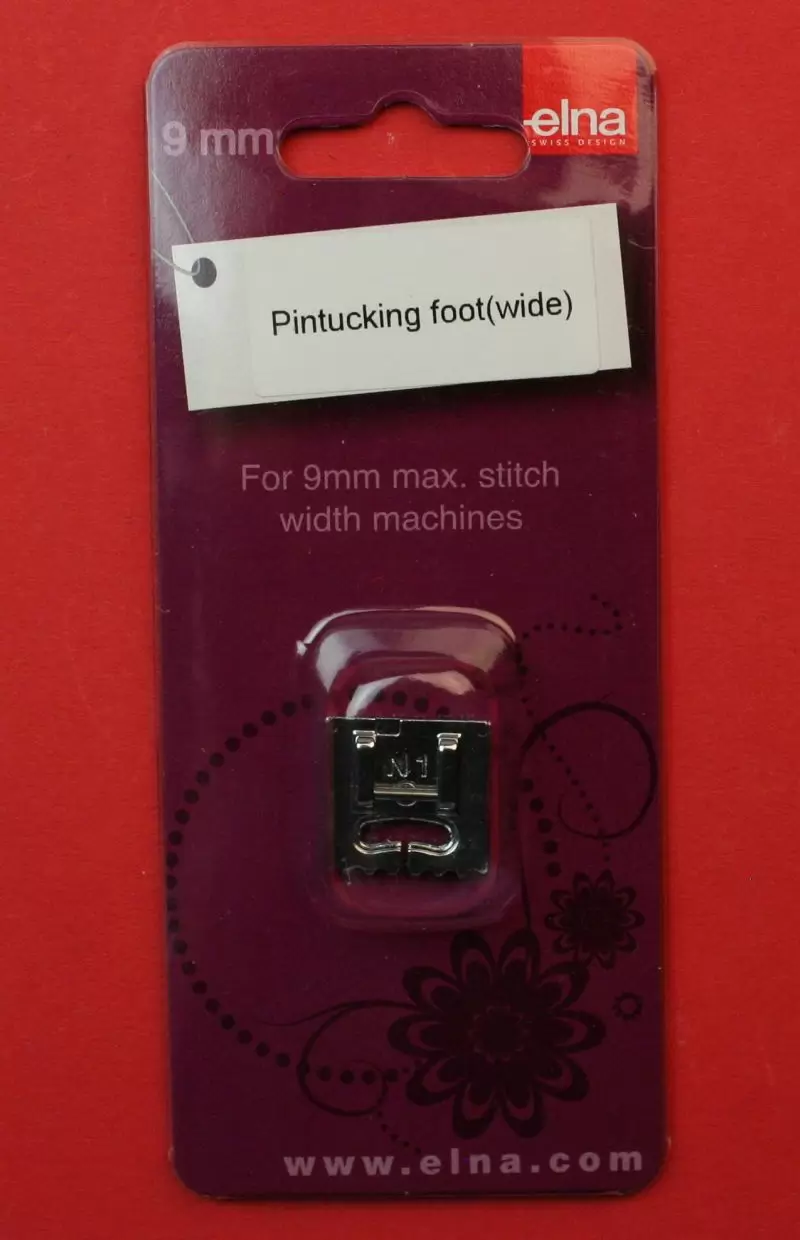 9 mm
elna
SWISS DESIGN
Pintucking foot(wide)
For 9mm max. stitch
width machines
N1
www.elna.com